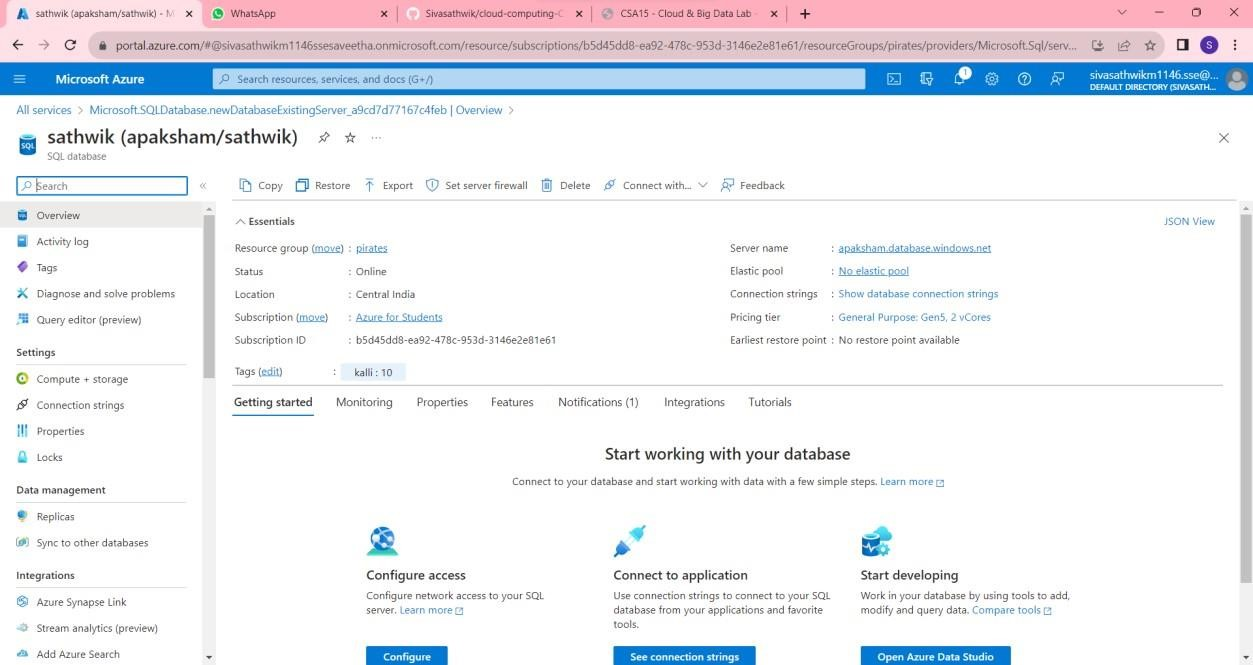 sathwik (apaksham/sathwik) - M
WhatsApp
Sivasathwik/cloud-computing-C
CSA15 - Cloud & Big Data Lab -
portal.azure.com/#@sivasathwikm1146ssesaveetha.onmicrosoft.com/resource/subscriptions/b5d45dd8-ea92-478c-953d-3146e2e81e61/resourceGroups/pirates/providers/Microsoft.Sql/serv...
S
Microsoft Azure
Search resources, services, and docs (G+/)
1
sivasathwikm1146.sse@...
DEFAULT DIRECTORY (SIVASATH...
All services > Microsoft.SQLDatabase.newDatabaseExistingServer_a9cd7d77167c4feb | Overview >
SQL
sathwik (apaksham/sathwik)
SQL database
Search
Copy Restore Export Set server firewall Delete Connect with... Feedback
Overview
Activity log
Tags
Diagnose and solve problems
Query editor (preview)
Settings
Compute + storage
Connection strings
Properties
Locks
Data management
Replicas
Sync to other databases
Integrations
Azure Synapse Link
Stream analytics (preview)
Add Azure Search
Essentials
JSON View
Resource group (move) : pirates
Status : Online
Location : Central India
Subscription (move) : Azure for Students
Subscription ID : b5d45dd8-ea92-478c-953d-3146e2e81e61
Server name : apaksham.database.windows.net
Elastic pool : No elastic pool
Connection strings : Show database connection strings
Pricing tier : General Purpose: Gen5, 2 vCores
Earliest restore point : No restore point available
Tags (edit) : kalli : 10
Getting started Monitoring Properties Features Notifications (1) Integrations Tutorials
Start working with your database
Connect to your database and start working with data with a few simple steps. Learn more
Configure access
Configure network access to your SQL
server. Learn more
Configure
Connect to application
Use connection strings to connect to your SQL
database from your applications and favorite
tools.
See connection strings
Start developing
Work in your database by using tools to add,
modify and query data. Compare tools
Open Azure Data Studio